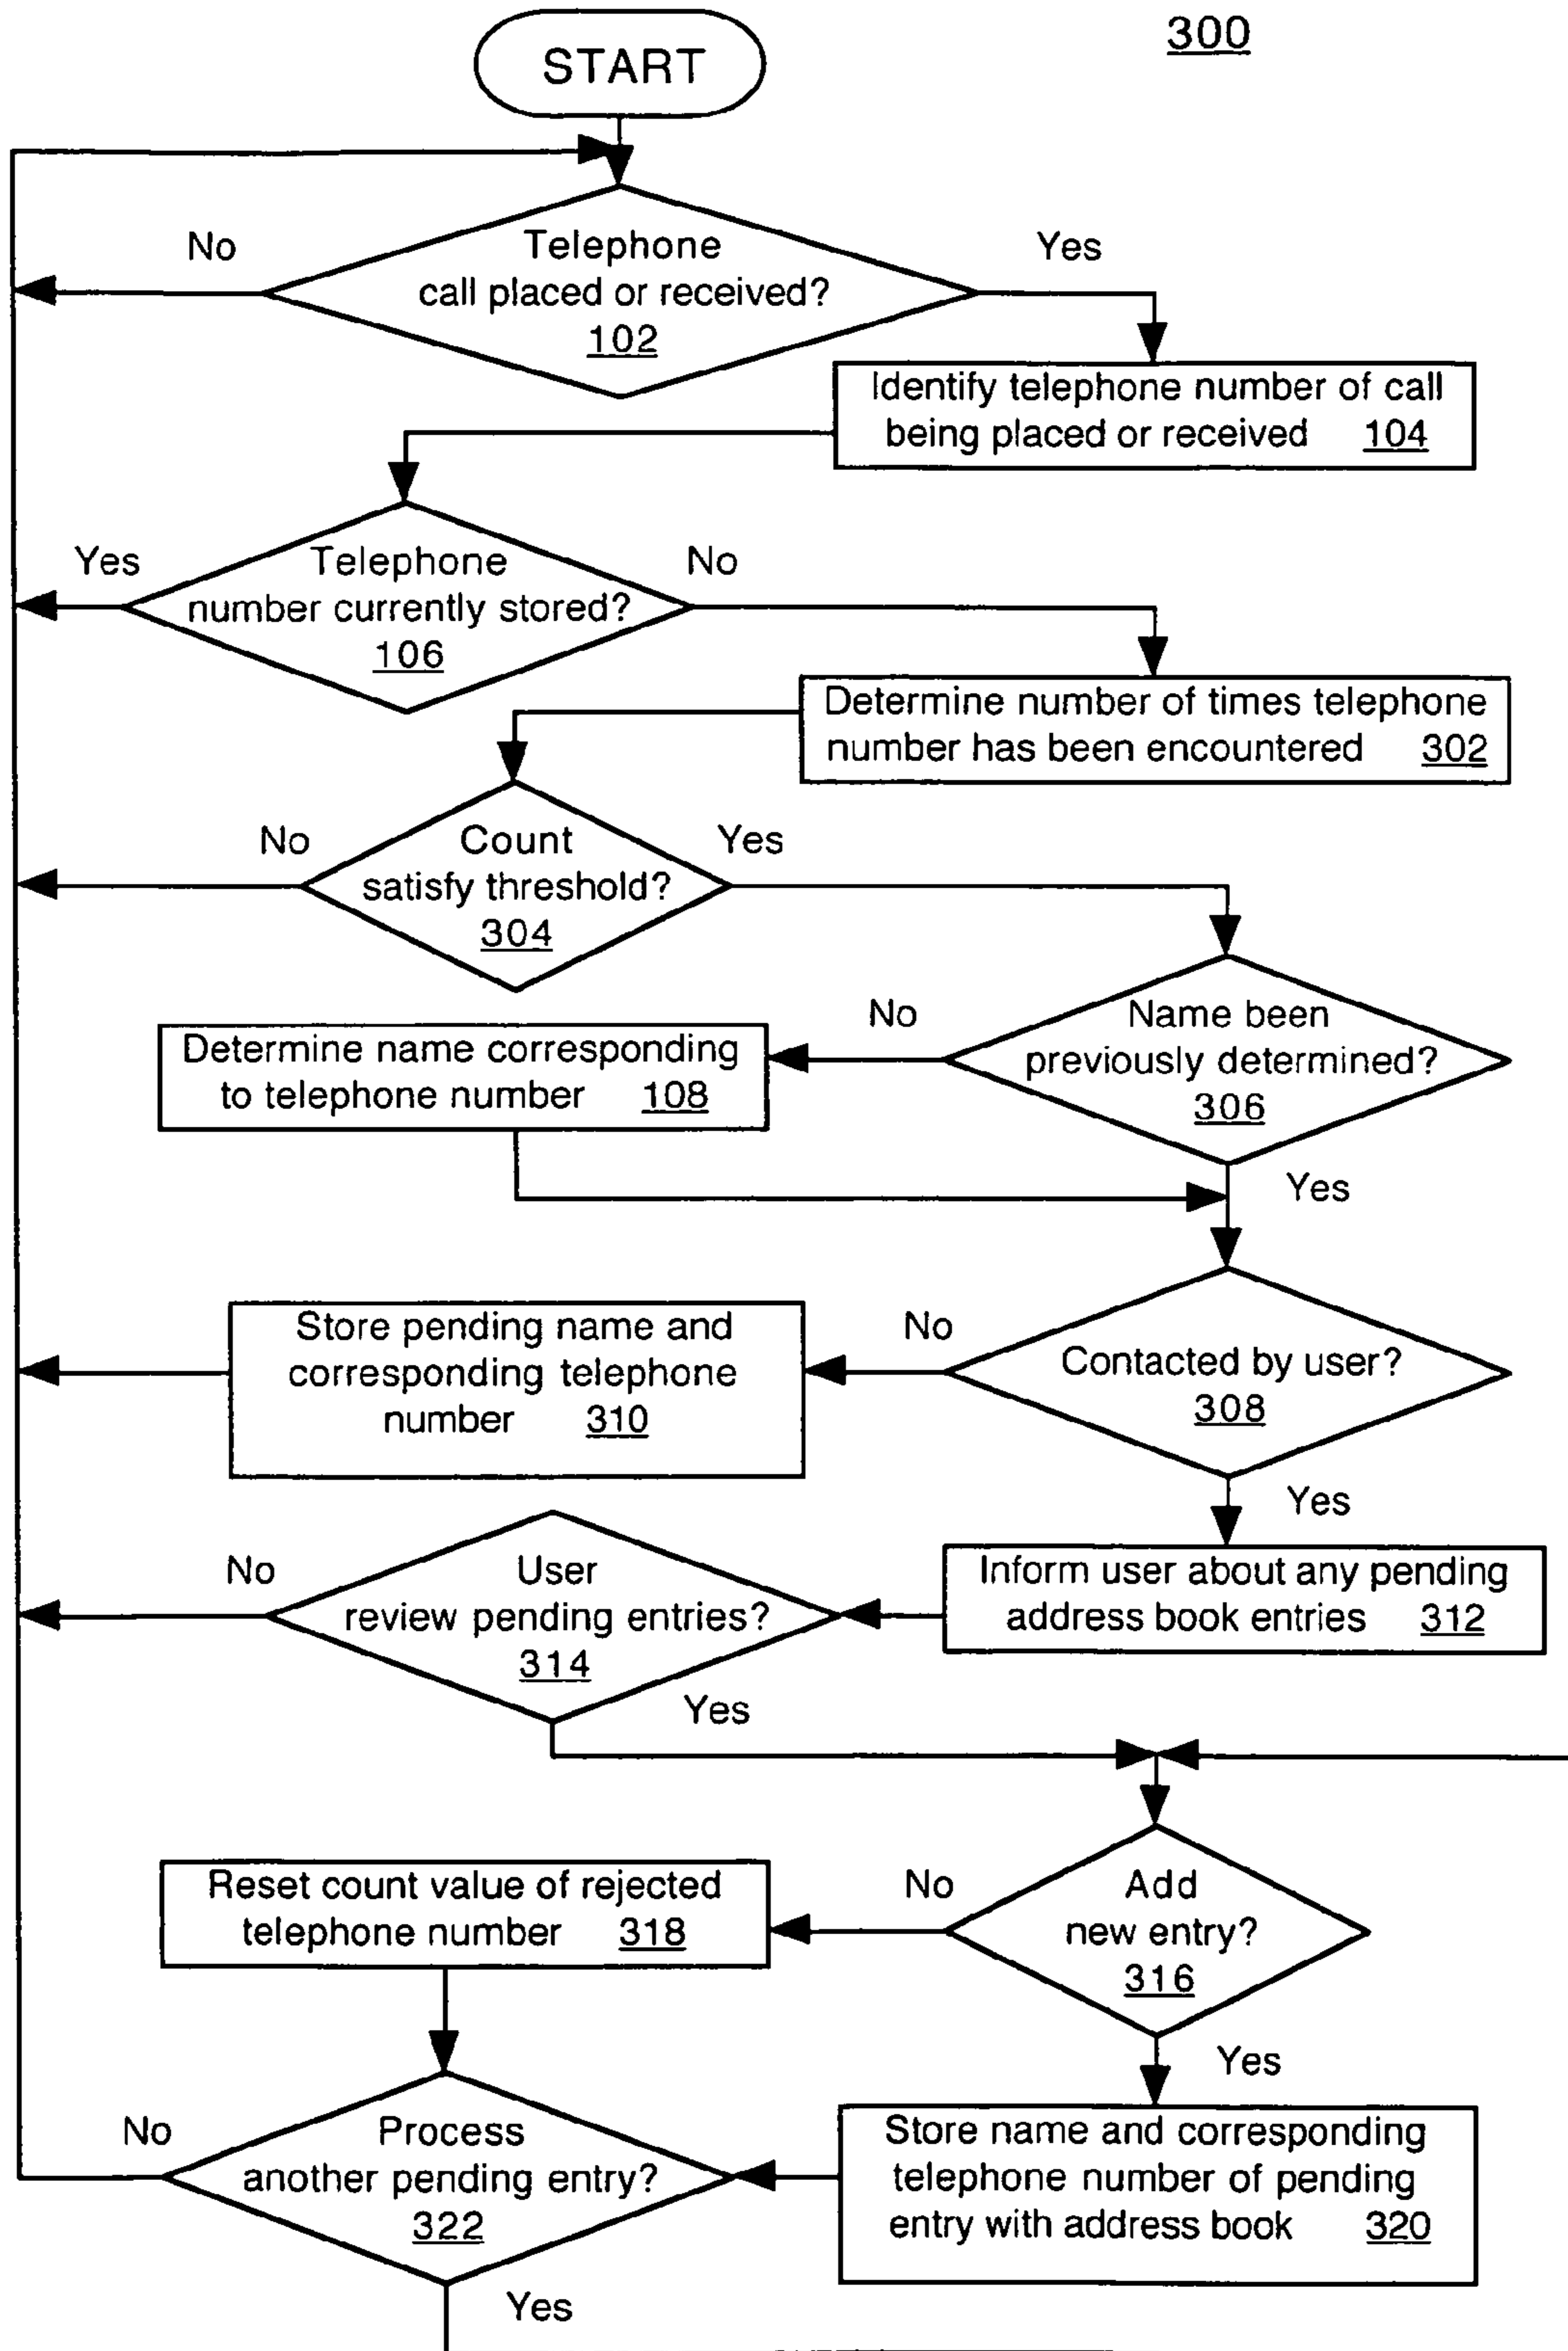 300
START
No
Telephone
call placed or received?
102
Yes
Identify telephone number of call
being placed or received 104
Yes
Telephone
number currently stored?
106
No
Determine number of times telephone
number has been encountered 302
No
Count
satisfy threshold?
304
Yes
Name been
previously determined?
306
No
Determine name corresponding
to telephone number 108
Yes
Contacted by user?
308
No
Store pending name and
corresponding telephone
number 310
Yes
Inform user about any pending
address book entries 312
User
review pending entries?
314
No
Yes
Add
new entry?
316
No
Reset count value of rejected
telephone number 318
Yes
Store name and corresponding
telephone number of pending
entry with address book 320
Process
another pending entry?
322
No
Yes